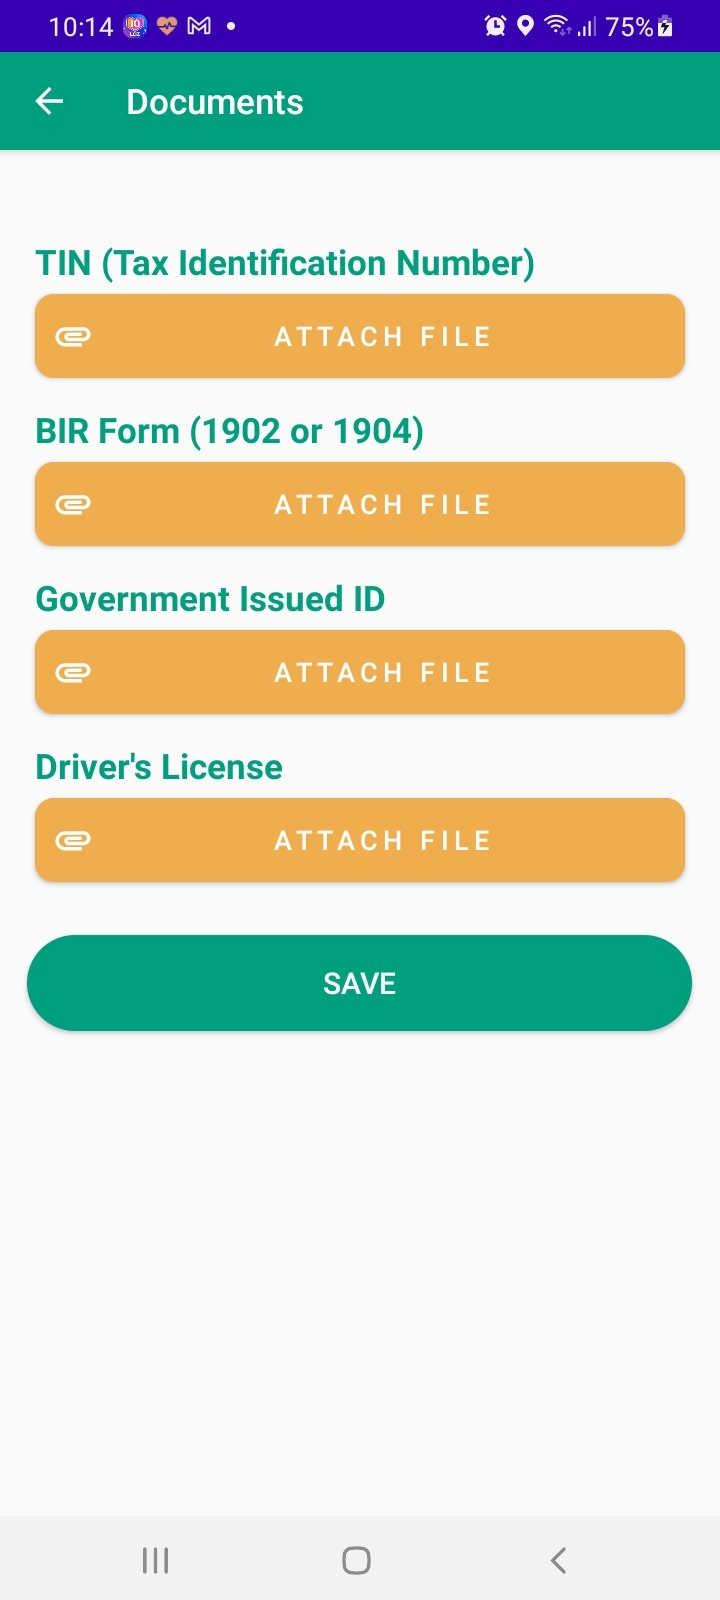 10:14 75%
Documents
TIN (Tax Identification Number)
ATTACH FILE
BIR Form (1902 or 1904)
ATTACH FILE
Government Issued ID
ATTACH FILE
Driver's License
ATTACH FILE
SAVE